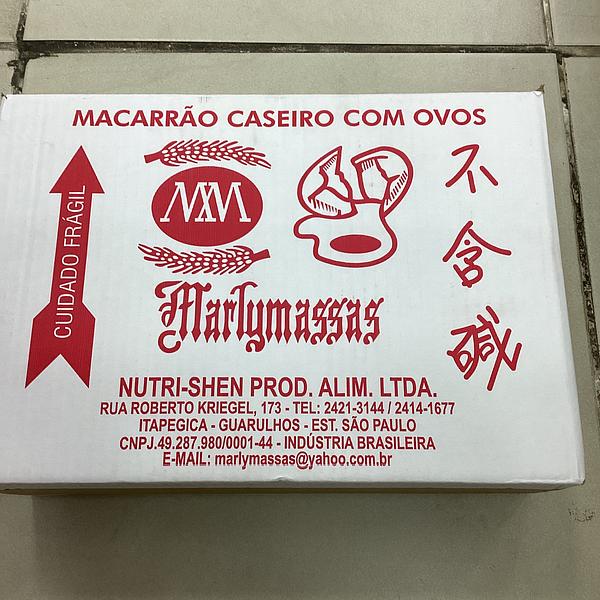 MACARRÃO CASEIRO COM OVOS
CUIDADO FRÁGIL
MM
不含碱
Marlymassas
NUTRI-SHEN PROD. ALIM. LTDA.
RUA ROBERTO KRIEGEL, 173 - TEL: 2421-3144 / 2414-1677
ITAPEGICA - GUARULHOS - EST. SÃO PAULO
CNPJ.49.287.980/0001-44 - INDÚSTRIA BRASILEIRA
E-MAIL: marlymassas@yahoo.com.br